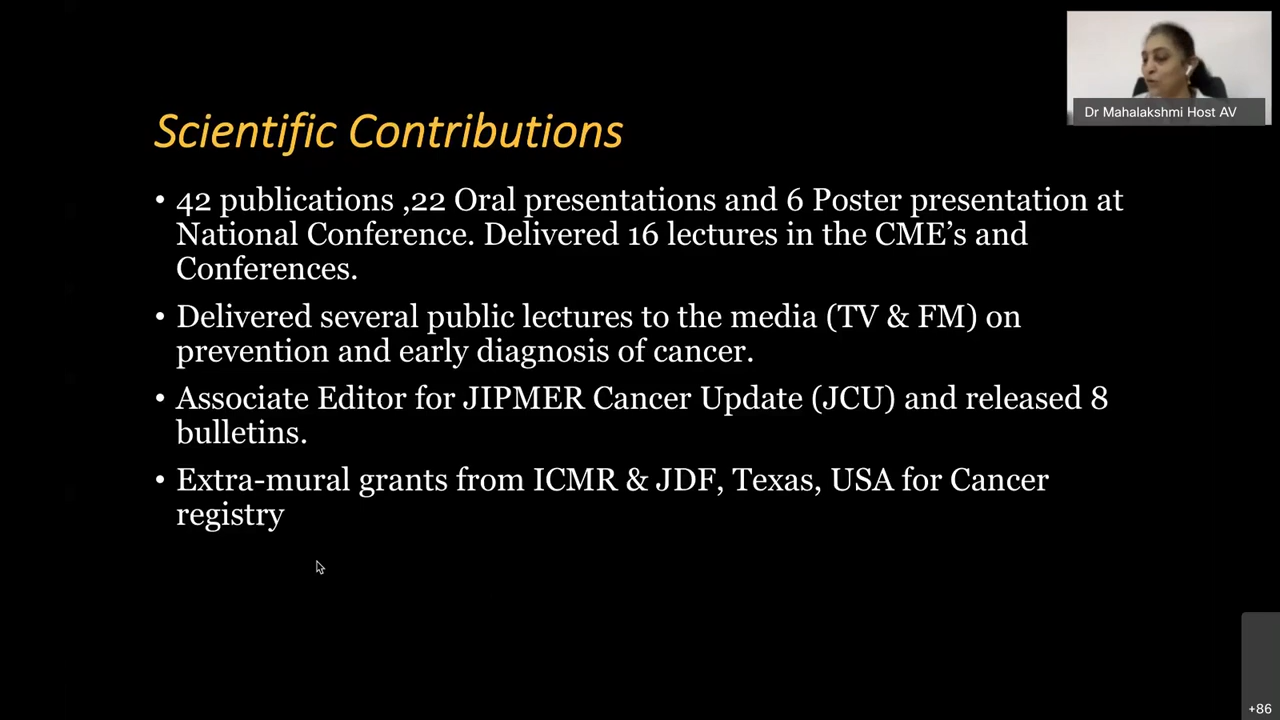 Dr Mahalakshmi Host AV
Scientific Contributions
• 42 publications ,22 Oral presentations and 6 Poster presentation at
National Conference. Delivered 16 lectures in the CME’s and
Conferences.
• Delivered several public lectures to the media (TV & FM) on
prevention and early diagnosis of cancer.
• Associate Editor for JIPMER Cancer Update (JCU) and released 8
bulletins.
• Extra-mural grants from ICMR & JDF, Texas, USA for Cancer
registry
+86